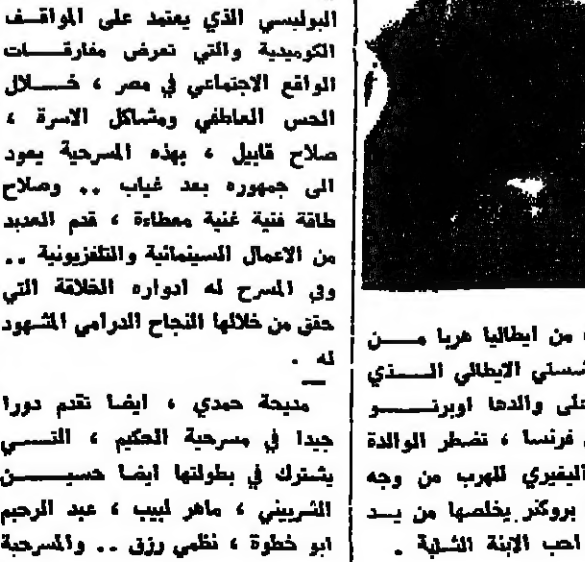 البوليسي الذي يعتمد على المواقف
الكوميدية والتي تعرض مفارقات
الواقع الاجتماعي في مصر ، خلال
الحس العاطفي ومشاكل الاسرة ،
صلاح قابيل ، بهذه المسرحية يعود
الى جمهوره بعد غياب .. وصلاح
طاقة فنية غنية معطاءة ، قدم العديد
من الاعمال السينمائية والتلفزيونية ..
وفي المسرح له ادواره الخلاقة التي
حقق من خلالها النجاح الدرامي المشهود
له .
مديحة حمدي ، ايضا تقدم دورا
جيدا في مسرحية الحكيم ، التي
يشترك في بطولتها ايضا حسين
الشربيني ، ماهر لبيب ، عبد الرحيم
ابو خطوة ، نظمي رزق .. والمسرحية
من ايطاليا هربا من
شستي الايطالي الذي
والدها اوبرتو
فرنسا ، تضطر الوالدة
اليفيري للهرب من وجه
بروكنر يخلصها من يد
احب الابنة الشلية .